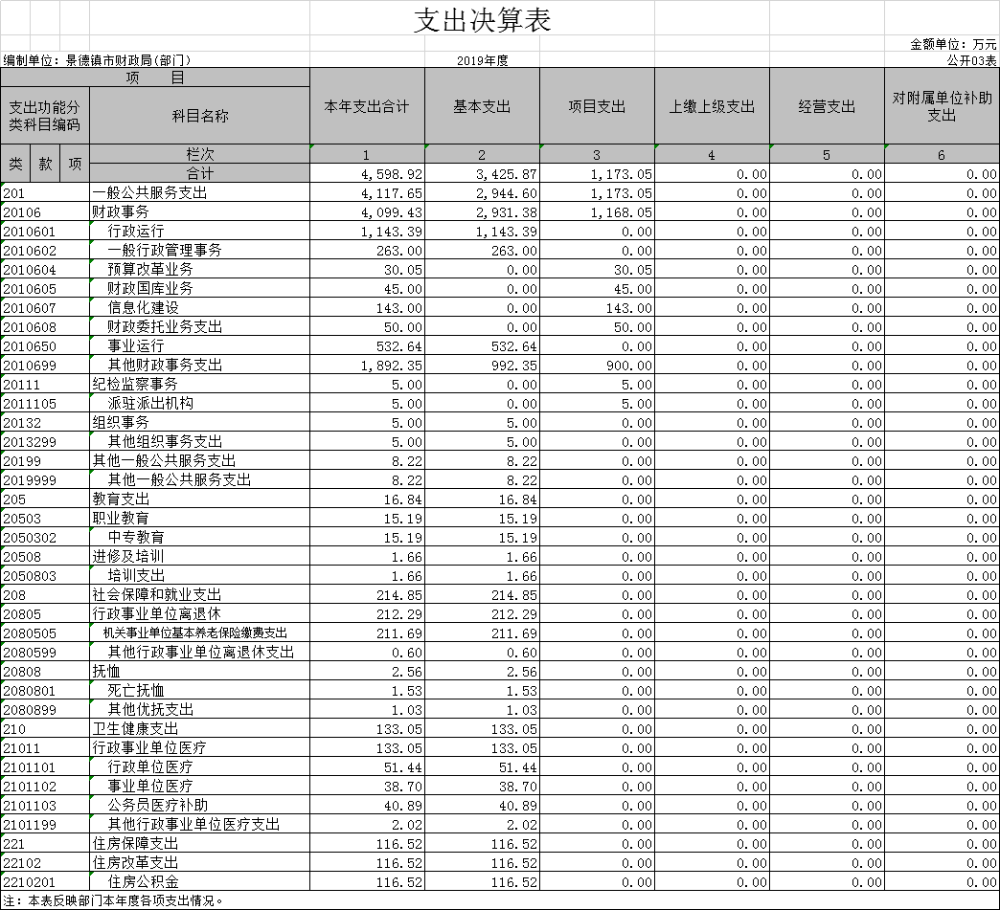 支出决算表
金额单位：万元
编制单位：景德镇市财政局(部门) 2019年度 公开03表
项 目 本年支出合计 基本支出 项目支出 上缴上级支出 经营支出 对附属单位补助支出
支出功能分类科目编码 科目名称
类 款 项 栏次 1 2 3 4 5 6
合计 4,598.92 3,425.87 1,173.05 0.00 0.00 0.00
201 一般公共服务支出 4,117.65 2,944.60 1,173.05 0.00 0.00 0.00
20106 财政事务 4,099.43 2,931.38 1,168.05 0.00 0.00 0.00
2010601 行政运行 1,143.39 1,143.39 0.00 0.00 0.00 0.00
2010602 一般行政管理事务 263.00 263.00 0.00 0.00 0.00 0.00
2010604 预算改革业务 30.05 0.00 30.05 0.00 0.00 0.00
2010605 财政国库业务 45.00 0.00 45.00 0.00 0.00 0.00
2010607 信息化建设 143.00 0.00 143.00 0.00 0.00 0.00
2010608 财政委托业务支出 50.00 0.00 50.00 0.00 0.00 0.00
2010650 事业运行 532.64 532.64 0.00 0.00 0.00 0.00
2010699 其他财政事务支出 1,892.35 992.35 900.00 0.00 0.00 0.00
20111 纪检监察事务 5.00 0.00 5.00 0.00 0.00 0.00
2011105 派驻派出机构 5.00 0.00 5.00 0.00 0.00 0.00
20132 组织事务 5.00 5.00 0.00 0.00 0.00 0.00
2013299 其他组织事务支出 5.00 5.00 0.00 0.00 0.00 0.00
20199 其他一般公共服务支出 8.22 8.22 0.00 0.00 0.00 0.00
2019999 其他一般公共服务支出 8.22 8.22 0.00 0.00 0.00 0.00
205 教育支出 16.84 16.84 0.00 0.00 0.00 0.00
20503 职业教育 15.19 15.19 0.00 0.00 0.00 0.00
2050302 中专教育 15.19 15.19 0.00 0.00 0.00 0.00
20508 进修及培训 1.66 1.66 0.00 0.00 0.00 0.00
2050803 培训支出 1.66 1.66 0.00 0.00 0.00 0.00
208 社会保障和就业支出 214.85 214.85 0.00 0.00 0.00 0.00
20805 行政事业单位离退休 212.29 212.29 0.00 0.00 0.00 0.00
2080505 机关事业单位基本养老保险缴费支出 211.69 211.69 0.00 0.00 0.00 0.00
2080599 其他行政事业单位离退休支出 0.60 0.60 0.00 0.00 0.00 0.00
20808 抚恤 2.56 2.56 0.00 0.00 0.00 0.00
2080801 死亡抚恤 1.53 1.53 0.00 0.00 0.00 0.00
2080899 其他优抚支出 1.03 1.03 0.00 0.00 0.00 0.00
210 卫生健康支出 133.05 133.05 0.00 0.00 0.00 0.00
21011 行政事业单位医疗 133.05 133.05 0.00 0.00 0.00 0.00
2101101 行政单位医疗 51.44 51.44 0.00 0.00 0.00 0.00
2101102 事业单位医疗 38.70 38.70 0.00 0.00 0.00 0.00
2101103 公务员医疗补助 40.89 40.89 0.00 0.00 0.00 0.00
2101199 其他行政事业单位医疗支出 2.02 2.02 0.00 0.00 0.00 0.00
221 住房保障支出 116.52 116.52 0.00 0.00 0.00 0.00
22102 住房改革支出 116.52 116.52 0.00 0.00 0.00 0.00
2210201 住房公积金 116.52 116.52 0.00 0.00 0.00 0.00
注：本表反映部门本年度各项支出情况。